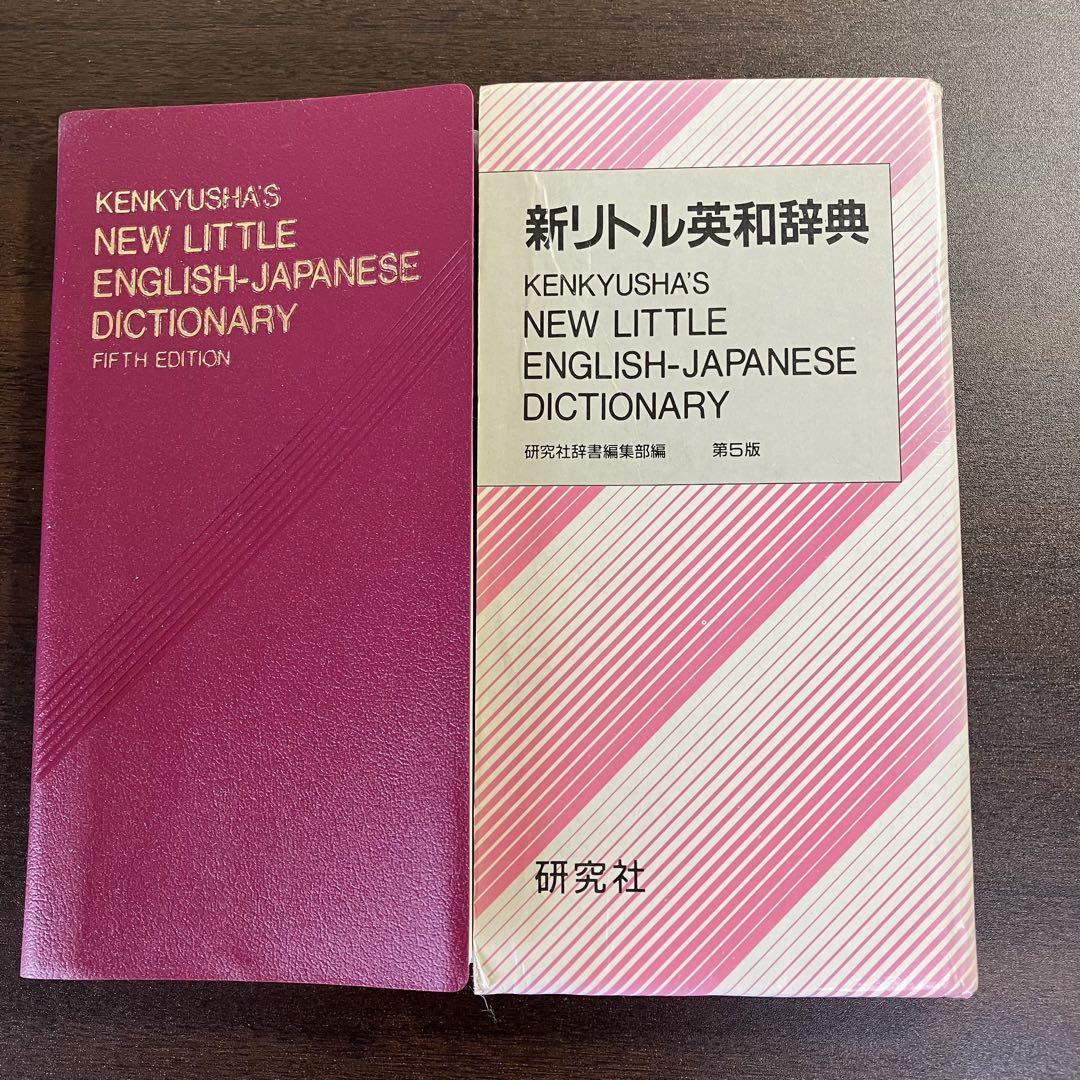 KENKYUSHA'S
NEW LITTLE
ENGLISH-JAPANESE
DICTIONARY
FIFTH EDITION
新リトル英和辞典
KENKYUSHA'S
NEW LITTLE
ENGLISH-JAPANESE
DICTIONARY
研究社辞書編集部編 第5版
研究社